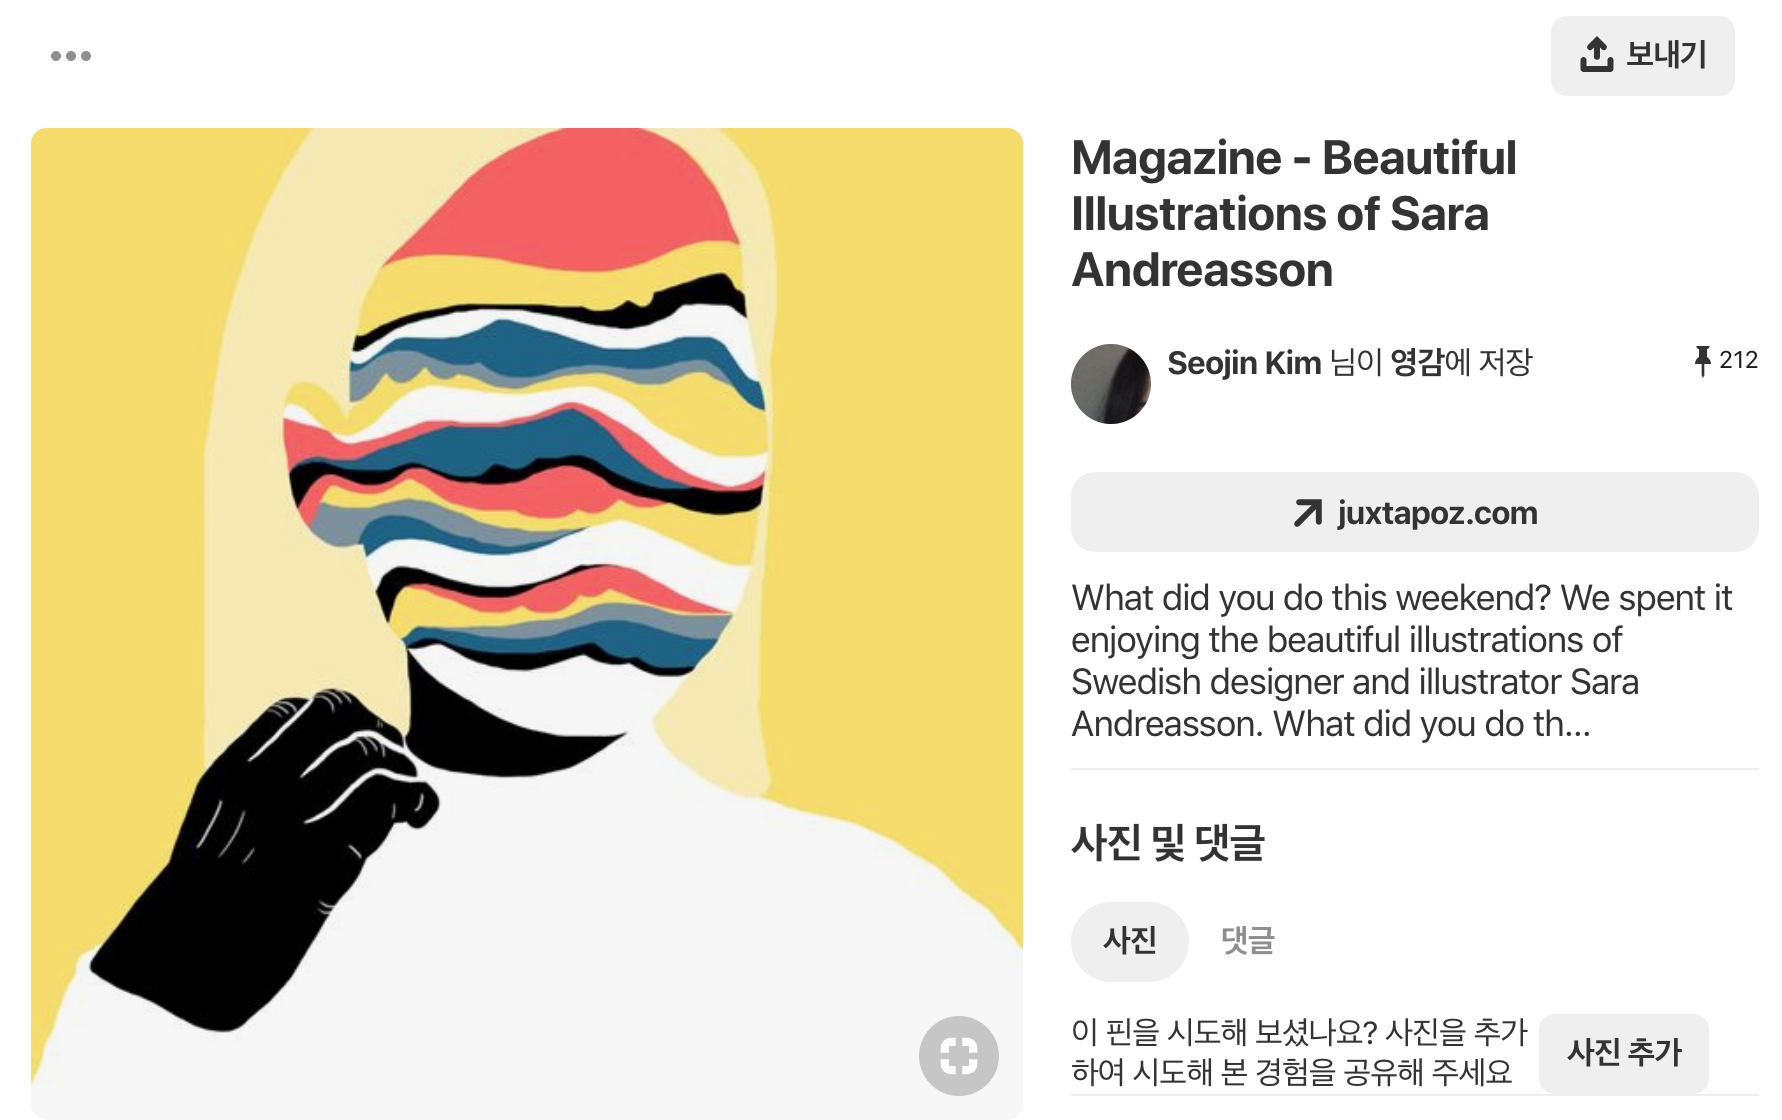 보내기
Magazine - Beautiful
Illustrations of Sara
Andreasson
Seojin Kim 님이 영감에 저장
212
juxtapoz.com
What did you do this weekend? We spent it
enjoying the beautiful illustrations of
Swedish designer and illustrator Sara
Andreasson. What did you do th...
사진 및 댓글
사진
댓글
이 핀을 시도해 보셨나요? 사진을 추가
하여 시도해 본 경험을 공유해 주세요
사진 추가